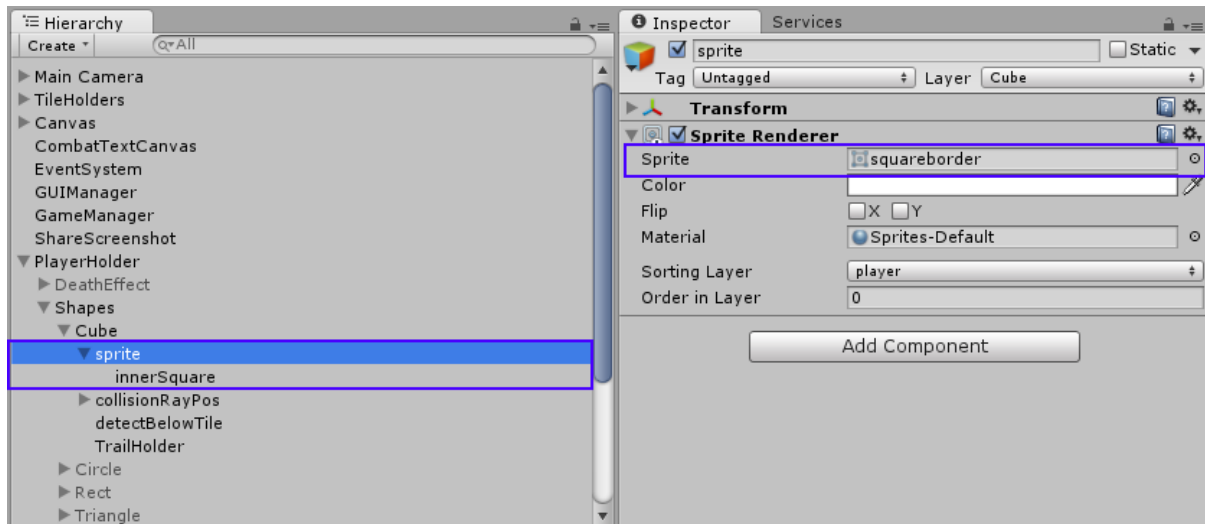 Hierarchy
Create
All
Main Camera
TileHolders
Canvas
CombatTextCanvas
EventSystem
GUIManager
GameManager
ShareScreenshot
PlayerHolder
DeathEffect
Shapes
Cube
sprite
innerSquare
collisionRayPos
detectBelowTile
TrailHolder
Circle
Rect
Triangle
Inspector Services
sprite Static
Tag Untagged Layer Cube
Transform
Sprite Renderer
Sprite squareborder
Color
Flip X Y
Material Sprites-Default
Sorting Layer player
Order in Layer 0
Add Component